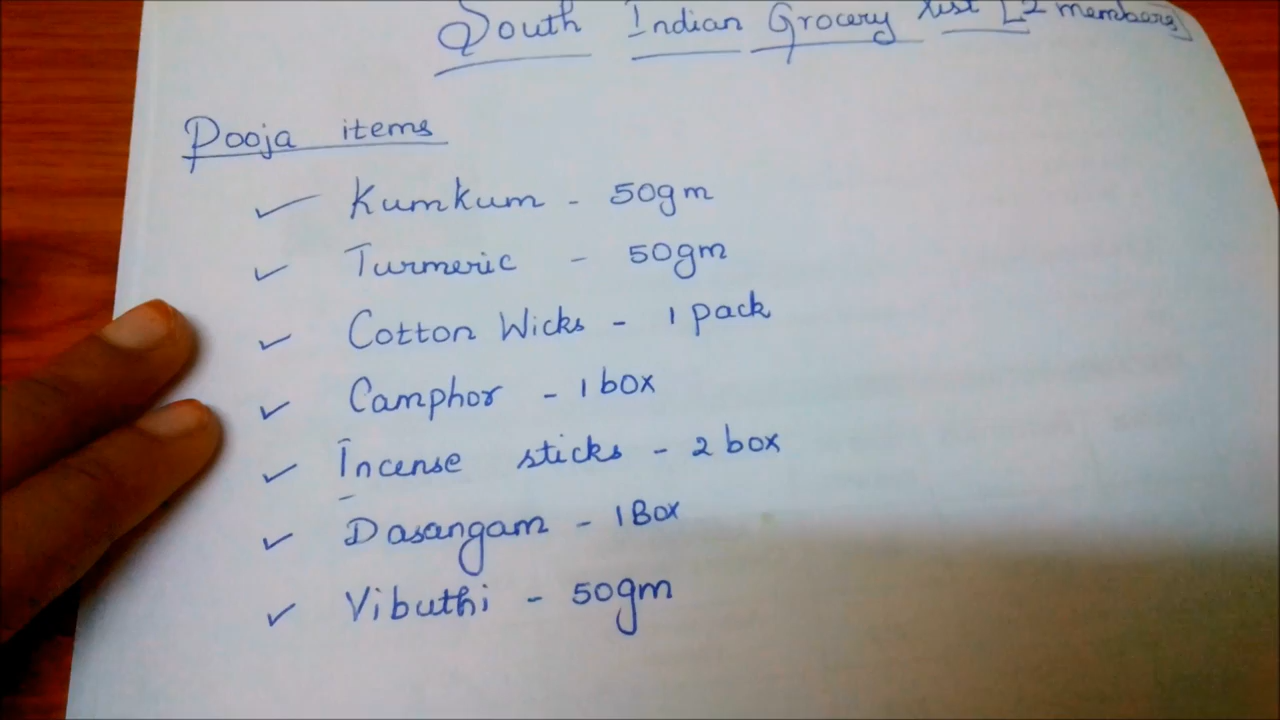 South Indian Grocery list [2 members]
Pooja items
✓ Kumkum - 50gm
✓ Turmeric - 50gm
✓ Cotton Wicks - 1 pack
✓ Camphor - 1 box
✓ Incense sticks - 2 box
✓ Dasangam - 1 Box
✓ Vibuthi - 50gm